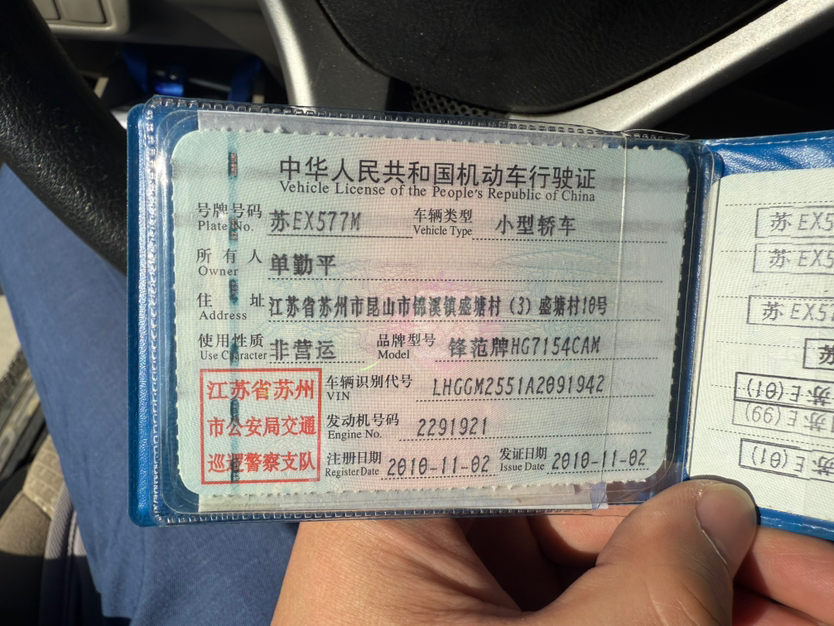 中华人民共和国机动车行驶证
Vehicle License of the People's Republic of China
号牌号码 Plate No. 苏EX577M 车辆类型 Vehicle Type 小型轿车
所有人 Owner 单勤平
住址 Address 江苏省苏州市昆山市锦溪镇盛塘村(3)盛塘村10号
使用性质 Use Character 非营运 品牌型号 Model 锋范牌HG7154CAM
江苏省苏州
市公安局交通
巡逻警察支队
车辆识别代号 VIN LHGGM2551A2091942
发动机号码 Engine No. 2291921
注册日期 Register Date 2010-11-02 发证日期 Issue Date 2010-11-02
苏EX5
苏EX5
苏EX57
苏
苏E(01)
苏E(99)
苏E(01)